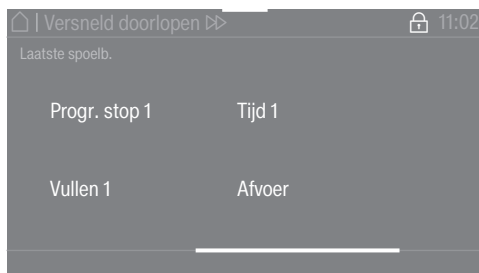 | Versneld doorlopen 11:02
Laatste spoelb.
Progr. stop 1 Tijd 1
Vullen 1 Afvoer